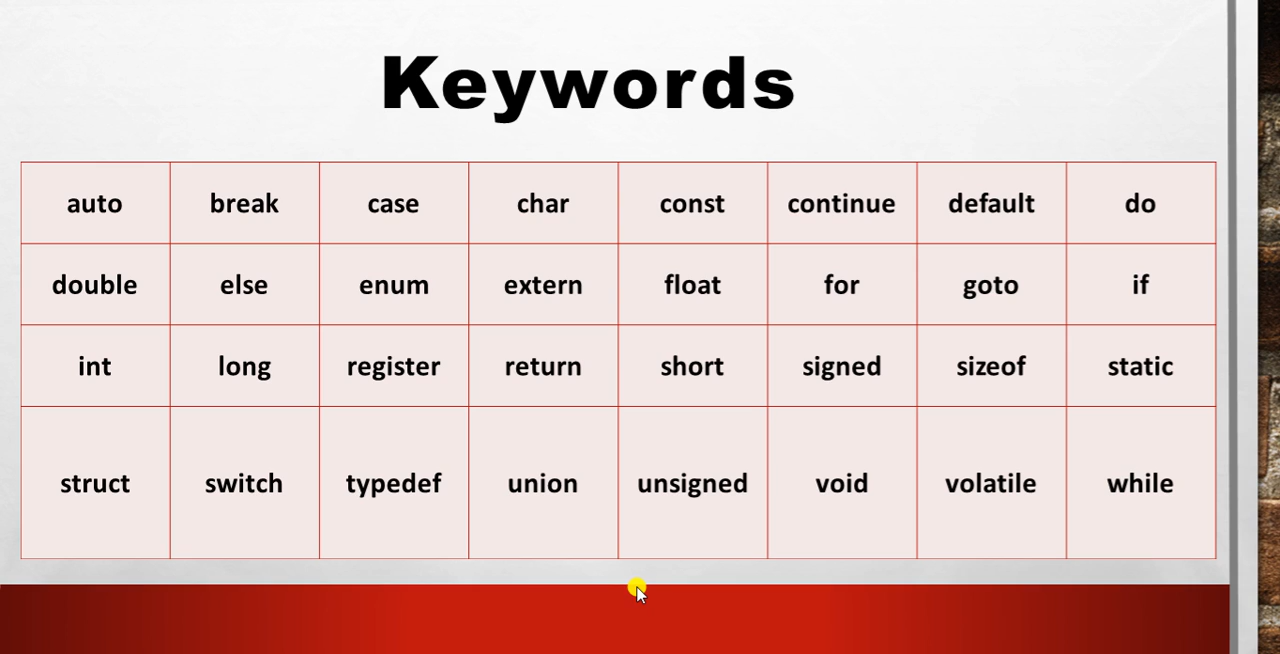 Keywords
auto break case char const continue default do
double else enum extern float for goto if
int long register return short signed sizeof static
struct switch typedef union unsigned void volatile while